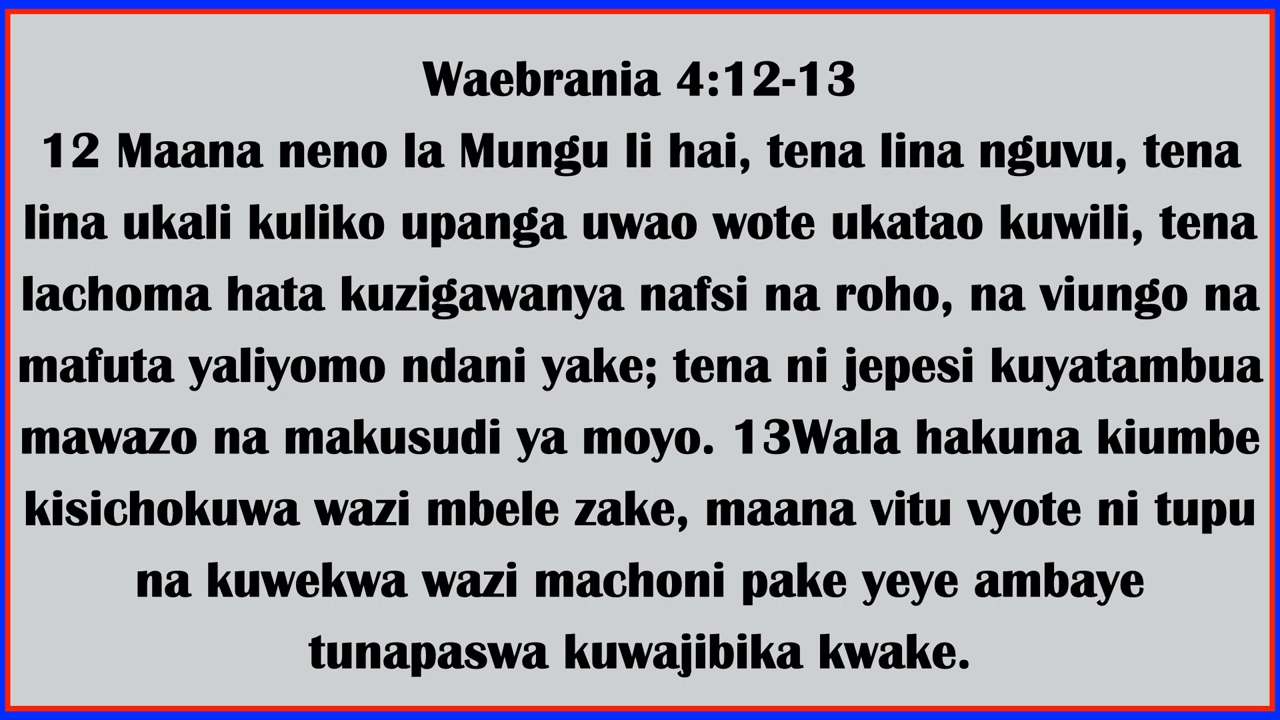 Waebrania 4:12-13
12 Maana neno la Mungu li hai, tena lina nguvu, tena
lina ukali kuliko upanga uwao wote ukatao kuwili, tena
lachoma hata kuzigawanya nafsi na roho, na viungo na
mafuta yaliyomo ndani yake; tena ni jepesi kuyatambua
mawazo na makusudi ya moyo. 13Wala hakuna kiumbe
kisichokuwa wazi mbele zake, maana vitu vyote ni tupu
na kuwekwa wazi machoni pake yeye ambaye
tunapaswa kuwajibika kwake.